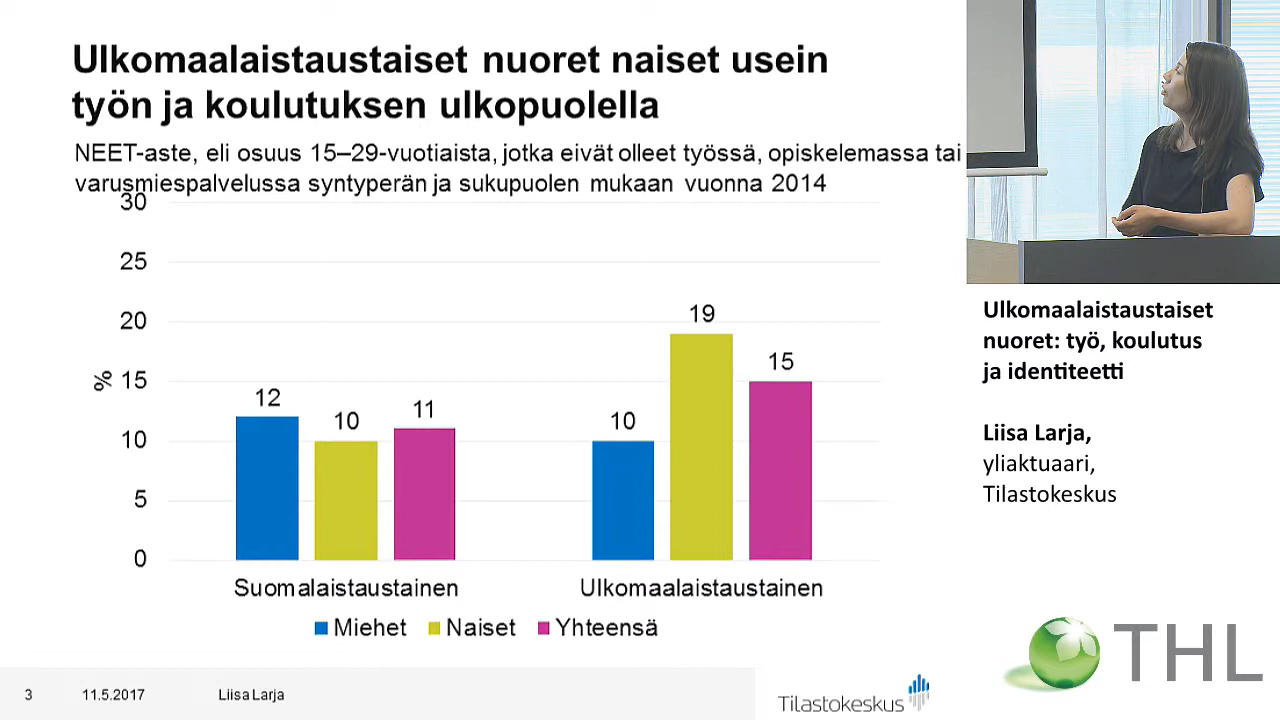 Ulkomaalaistaustaiset nuoret naiset usein
työn ja koulutuksen ulkopuolella
NEET-aste, eli osuus 15–29-vuotiaista, jotka eivät olleet työssä, opiskelemassa tai
varusmiespalvelussa syntyperän ja sukupuolen mukaan vuonna 2014
30
25
20
15
10
5
0
%
12
10
11
10
19
15
Suomalaistaustainen
Ulkomaalaistaustainen
Miehet
Naiset
Yhteensä
3
11.5.2017
Liisa Larja
Tilastokeskus
Ulkomaalaistaustaiset
nuoret: työ, koulutus
ja identiteetti
Liisa Larja,
yliaktuaari,
Tilastokeskus
THL